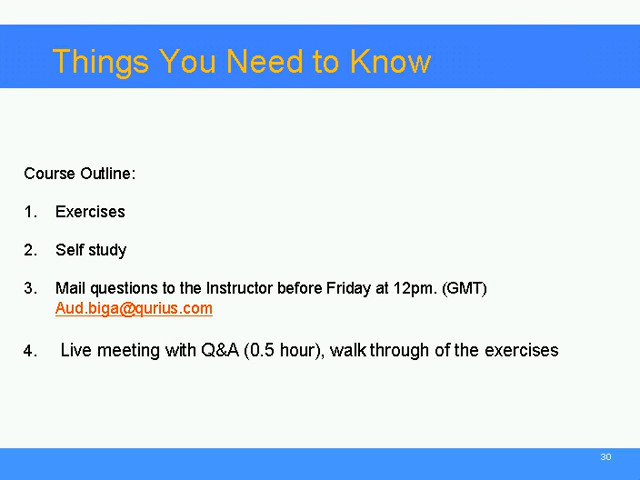 Things You Need to Know
Course Outline:
1. Exercises
2. Self study
3. Mail questions to the Instructor before Friday at 12pm. (GMT)
Aud.biga@qurius.com
4. Live meeting with Q&A (0.5 hour), walk through of the exercises
30